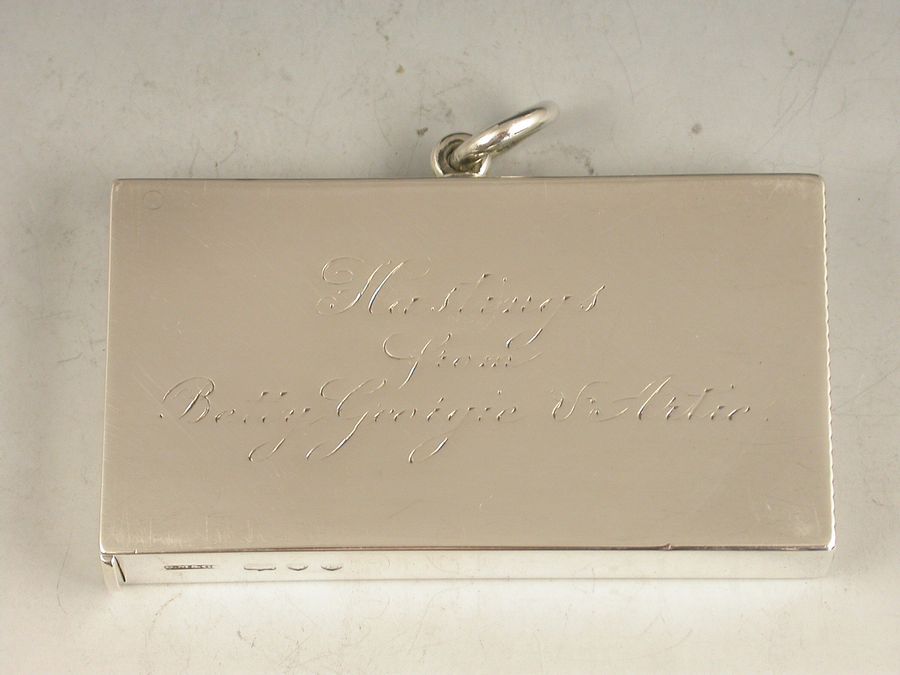 Hastings
from
Betty Georgie & Artie.